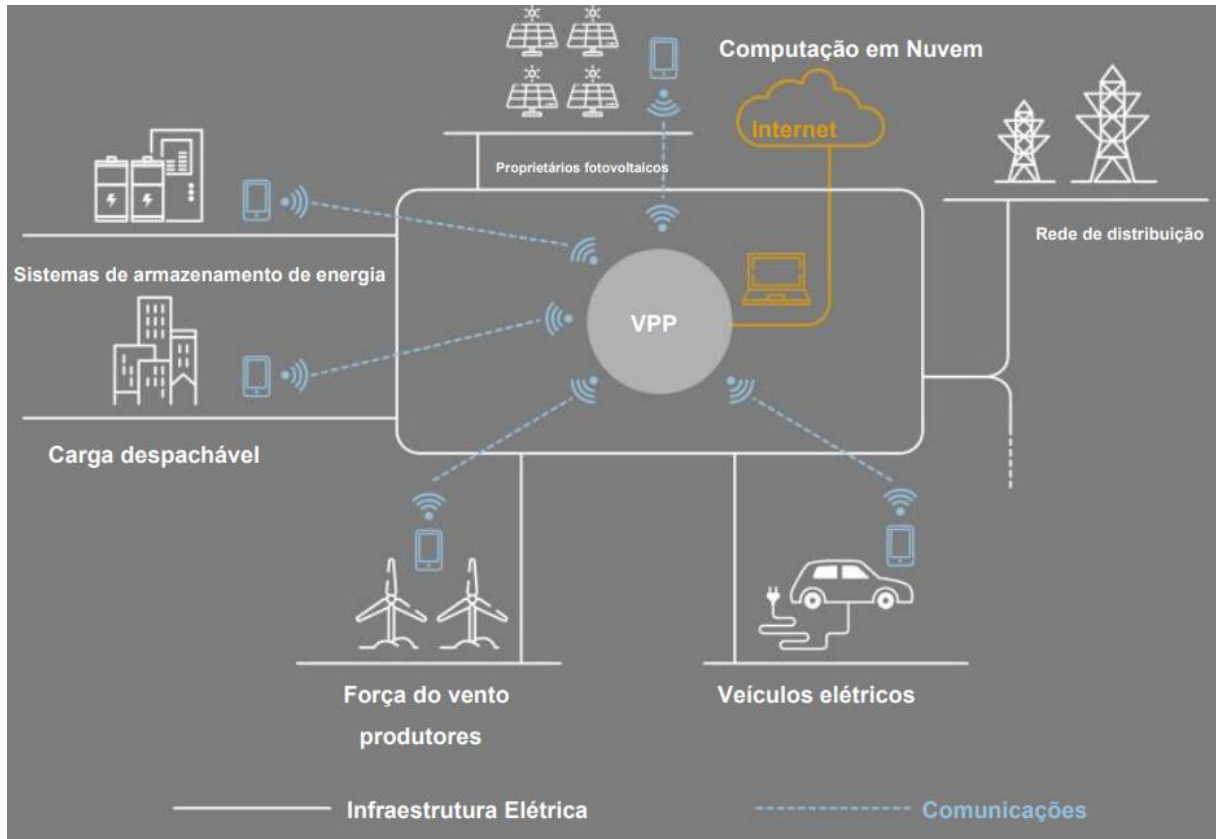 Computação em Nuvem
Internet
Proprietários fotovoltaicos
Rede de distribuição
Sistemas de armazenamento de energia
VPP
Carga despachável
Força do vento
produtores
Veículos elétricos
Infraestrutura Elétrica
Comunicações